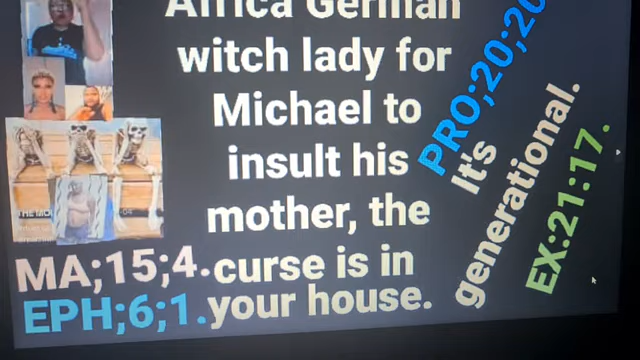 Africa German
witch lady for
Michael to
insult his
mother, the
curse is in
your house.
MA;15;4.
EPH;6;1.
PRO;20;20
It's
generational.
EX:21:17.